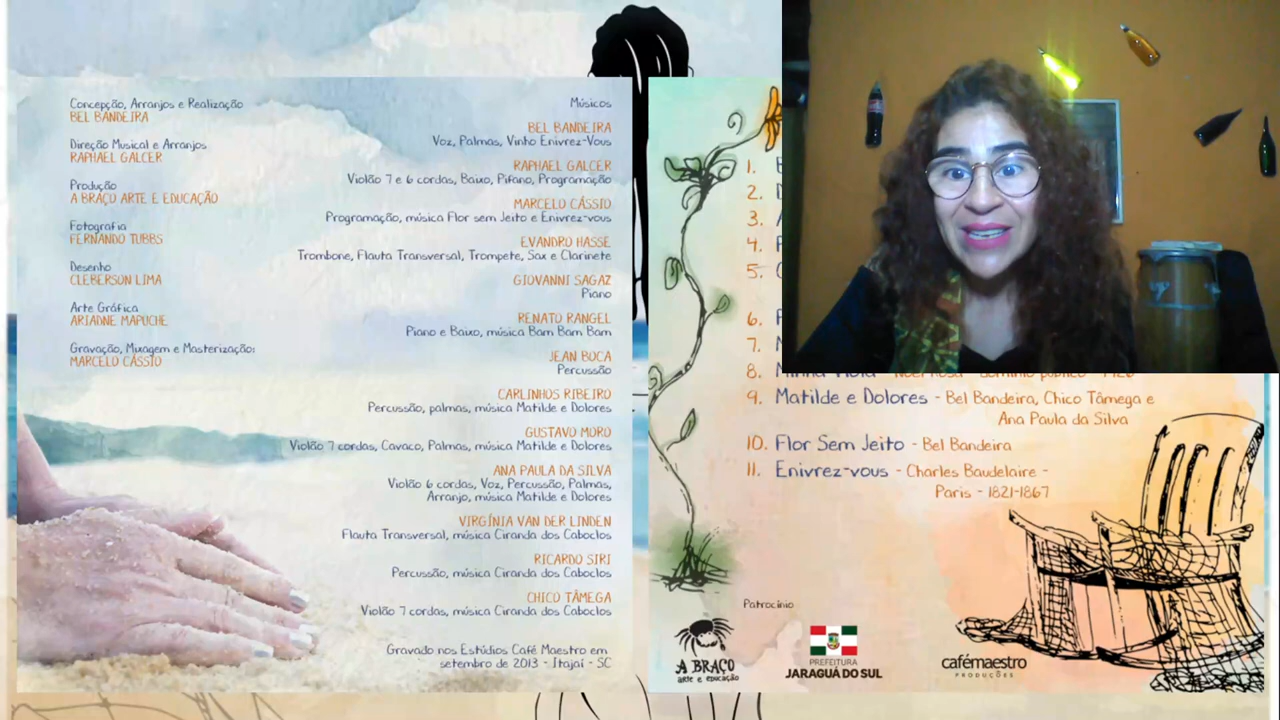 Concepção, Arranjos e Realização
BEL BANDEIRA
Direção Musical e Arranjos
RAPHAEL GALCER
Produção
A BRAÇO ARTE E EDUCAÇÃO
Fotografia
FERNANDO TUBBS
Desenho
CLEBERSON LIMA
Arte Gráfica
ARIADNE MAPUCHE
Gravação, Mixagem e Masterização:
MARCELO CÁSSIO
Músicos
BEL BANDEIRA
Voz, Palmas, Vinho Enivrez-Vous
RAPHAEL GALCER
Violão 7 e 6 cordas, Baixo, Pifano, Programação
MARCELO CÁSSIO
Programação, música Flor sem Jeito e Enivrez-vous
EVANDRO HASSE
Trombone, Flauta Transversal, Trompete, Sax e Clarinete
GIOVANNI SAGAZ
Piano
RENATO RANGEL
Piano e Baixo, música Bam Bam Bam
JEAN BOCA
Percussão
CARLINHOS RIBEIRO
Percussão, palmas, música Matilde e Dolores
GUSTAVO MORO
Violão 7 cordas, Cavaco, Palmas, música Matilde e Dolores
ANA PAULA DA SILVA
Violão 6 cordas, Voz, Percussão, Palmas,
Arranjo, música Matilde e Dolores
VIRGÍNIA VAN DER LINDEN
Flauta Transversal, música Ciranda dos Caboclos
RICARDO SIRI
Percussão, música Ciranda dos Caboclos
CHICO TÂMEGA
Violão 7 cordas, música Ciranda dos Caboclos
Gravado nos Estúdios Café Maestro em
setembro de 2013 - Itajaí - SC
1.
2.
3.
4.
5.
6.
7.
8. Minha Viola - Noel Rosa - domínio público -
9. Matilde e Dolores - Bel Bandeira, Chico Tâmega e
Ana Paula da Silva
10. Flor Sem Jeito - Bel Bandeira
11. Enivrez-vous - Charles Baudelaire -
Paris - 1821-1867
Patrocínio
A BRAÇO
arte e educação
PREFEITURA
JARAGUÁ DO SUL
cafémaestro
PRODUÇÕES